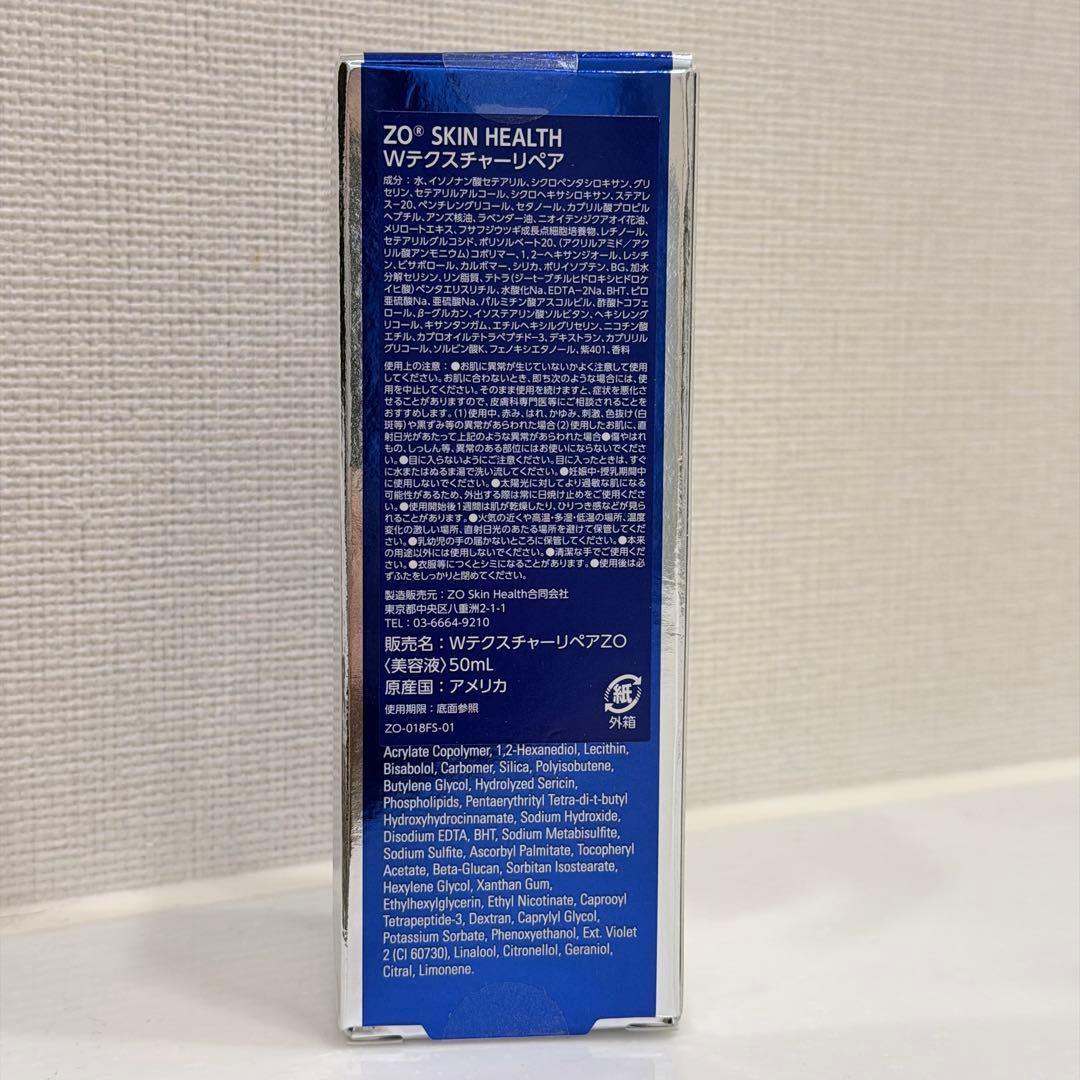 ZO® SKIN HEALTH
Wテクスチャーリペア
成分：水、イソノナン酸セテアリル、シクロペンタシロキサン、グリ
セリン、セテアリルアルコール、シクロヘキサシロキサン、ステアレ
ス-20、ペンチレングリコール、セタノール、カプリル酸プロピル
ヘプチル、アンズ核油、ラベンダー油、ニオイテンジクアオイ花油、
メリロートエキス、フサフジウツギ成長点細胞培養物、レチノール、
セテアリルグルコシド、ポリソルベート20、（アクリルアミド／アク
リル酸アンモニウム）コポリマー、1,2-ヘキサンジオール、レシチ
ン、ビサボロール、カルボマー、シリカ、ポリイソブテン、BG、加水
分解セリシン、リン脂質、テトラ（ジ-t-ブチルヒドロキシヒドロケ
イヒ酸）ペンタエリスリチル、水酸化Na、EDTA-2Na、BHT、ピロ
亜硫酸Na、亜硫酸Na、パルミチン酸アスコルビル、酢酸トコフェ
ロール、β-グルカン、イソステアリン酸ソルビタン、ヘキシレング
リコール、キサンタンガム、エチルヘキシルグリセリン、ニコチン酸
エチル、カプロオイルテトラペプチド-3、デキストラン、カプリリル
グリコール、ソルビン酸K、フェノキシエタノール、紫401、香料
使用上の注意：●お肌に異常が生じていないかよく注意して使用
してください。お肌に合わないとき、即ち次のような場合には、使
用を中止してください。そのまま使用を続けますと、症状を悪化さ
せることがありますので、皮膚科専門医等にご相談されることを
おすすめします。(1)使用中、赤み、はれ、かゆみ、刺激、色抜け（白
斑等）や黒ずみ等の異常があらわれた場合(2)使用したお肌に、直
射日光があたって上記のような異常があらわれた場合●傷やはれ
もの、しっしん等、異常のある部位にはお使いにならないでくださ
い。●目に入らないようにご注意ください。目に入ったときは、すぐ
に水またはぬるま湯で洗い流してください。●妊娠中・授乳期間中
に使用しないでください。●太陽光に対してより過敏な肌になる
可能性があるため、外出する際は常に日焼け止めをご使用くださ
い。●使用開始後1週間は肌が乾燥したり、ひりつき感などが見ら
れることがあります。●火気の近くや高温・多湿・低温の場所、温度
変化の激しい場所、直射日光のあたる場所を避けて保管してくだ
さい。●乳幼児の手の届かないところに保管してください。●本来
の用途以外には使用しないでください。●清潔な手でご使用くだ
さい。●衣服等につくとシミになることがあります。●使用後は必
ずふたをしっかりと閉めてください。
製造販売元：ZO Skin Health合同会社
東京都中央区八重洲2-1-1
TEL：03-6664-9210
販売名：WテクスチャーリペアZO
〈美容液〉50mL
原産国：アメリカ
使用期限：底面参照
ZO-018FS-01
紙
外箱
Acrylate Copolymer, 1,2-Hexanediol, Lecithin,
Bisabolol, Carbomer, Silica, Polyisobutene,
Butylene Glycol, Hydrolyzed Sericin,
Phospholipids, Pentaerythrityl Tetra-di-t-butyl
Hydroxyhydrocinnamate, Sodium Hydroxide,
Disodium EDTA, BHT, Sodium Metabisulfite,
Sodium Sulfite, Ascorbyl Palmitate, Tocopheryl
Acetate, Beta-Glucan, Sorbitan Isostearate,
Hexylene Glycol, Xanthan Gum,
Ethylhexylglycerin, Ethyl Nicotinate, Caprooyl
Tetrapeptide-3, Dextran, Caprylyl Glycol,
Potassium Sorbate, Phenoxyethanol, Ext. Violet
2 (CI 60730), Linalool, Citronellol, Geraniol,
Citral, Limonene.